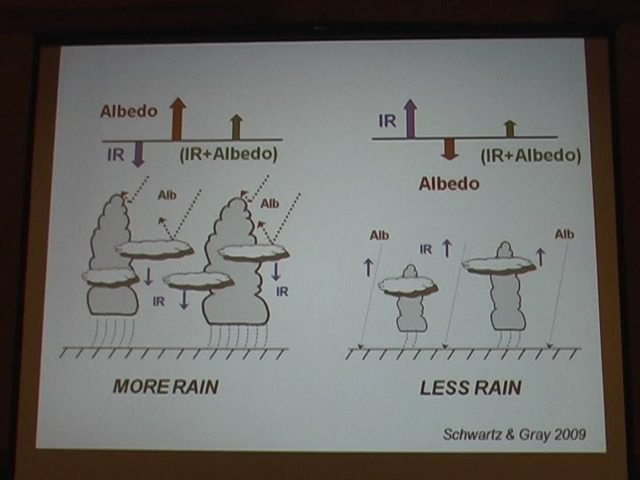 Albedo
IR
(IR+Albedo)
Alb
Alb
IR
IR
MORE RAIN
IR
(IR+Albedo)
Albedo
Alb
IR
Alb
LESS RAIN
Schwartz & Gray 2009